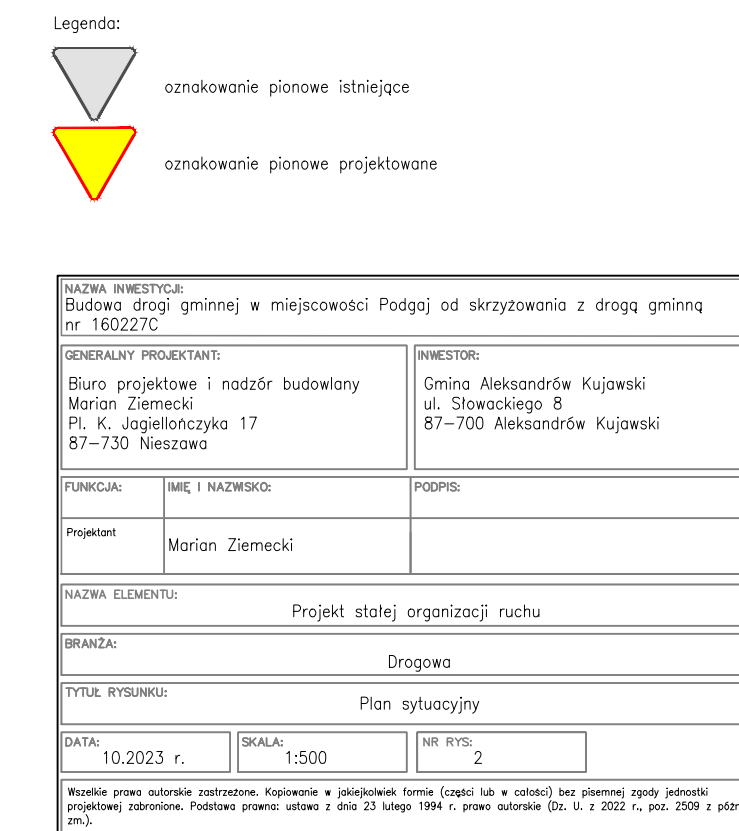 Legenda:
oznakowanie pionowe istniejące
oznakowanie pionowe projektowane
NAZWA INWESTYCJI:
Budowa drogi gminnej w miejscowości Podgaj od skrzyżowania z drogą gminną
nr 160227C
GENERALNY PROJEKTANT:
Biuro projektowe i nadzór budowlany
Marian Ziemecki
Pl. K. Jagiellończyka 17
87-730 Nieszawa
INWESTOR:
Gmina Aleksandrów Kujawski
ul. Słowackiego 8
87-700 Aleksandrów Kujawski
FUNKCJA: IMIĘ I NAZWISKO: PODPIS:
Projektant Marian Ziemecki
NAZWA ELEMENTU:
Projekt stałej organizacji ruchu
BRANŻA:
Drogowa
TYTUŁ RYSUNKU:
Plan sytuacyjny
DATA: SKALA: NR RYS:
10.2023 r. 1:500 2
Wszelkie prawa autorskie zastrzeżone. Kopiowanie w jakiejkolwiek formie (części lub w całości) bez pisemnej zgody jednostki
projektowej zabronione. Podstawa prawna: ustawa z dnia 23 lutego 1994 r. prawo autorskie (Dz. U. z 2022 r., poz. 2509 z późn
zm.).